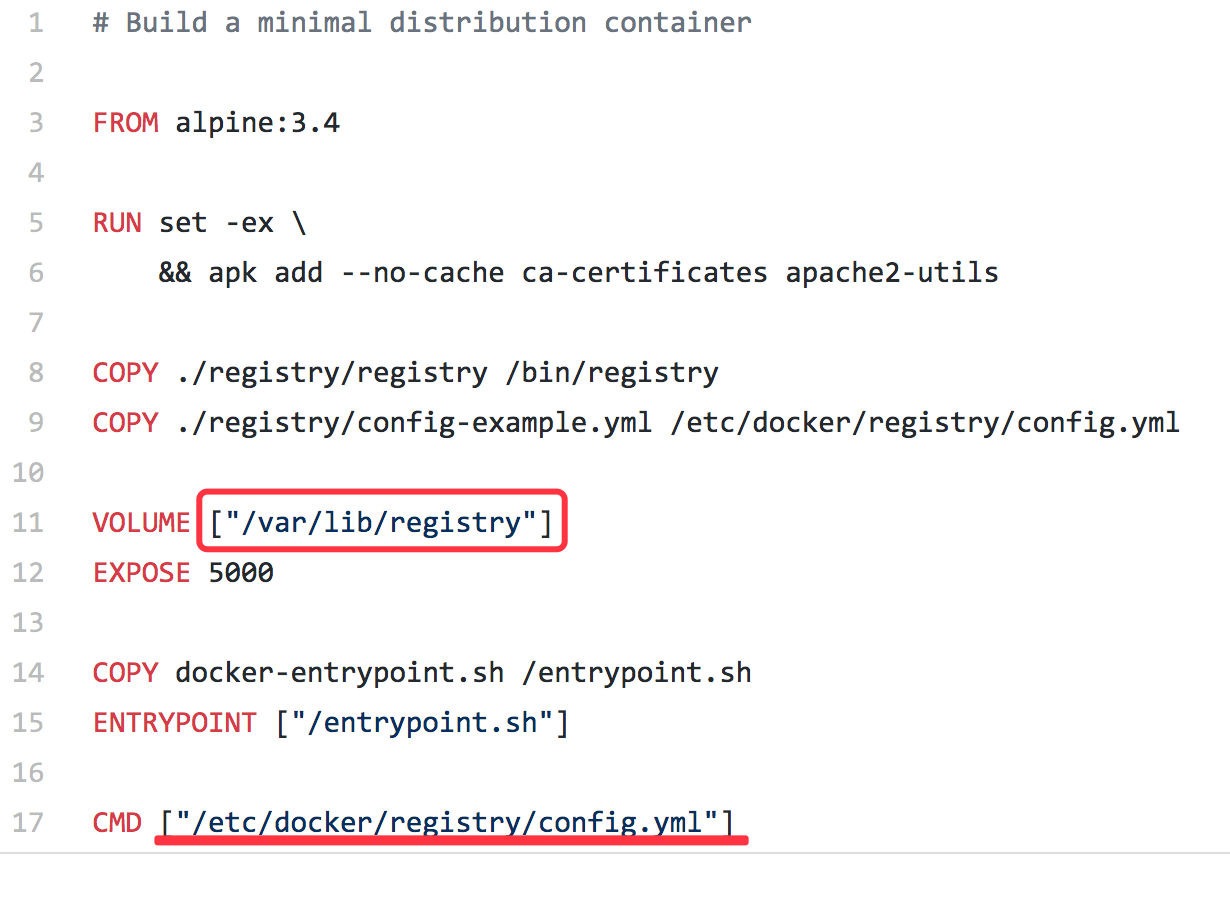 1 # Build a minimal distribution container
2
3 FROM alpine:3.4
4
5 RUN set -ex \
6     && apk add --no-cache ca-certificates apache2-utils
7
8 COPY ./registry/registry /bin/registry
9 COPY ./registry/config-example.yml /etc/docker/registry/config.yml
10
11 VOLUME ["/var/lib/registry"]
12 EXPOSE 5000
13
14 COPY docker-entrypoint.sh /entrypoint.sh
15 ENTRYPOINT ["/entrypoint.sh"]
16
17 CMD ["/etc/docker/registry/config.yml"]